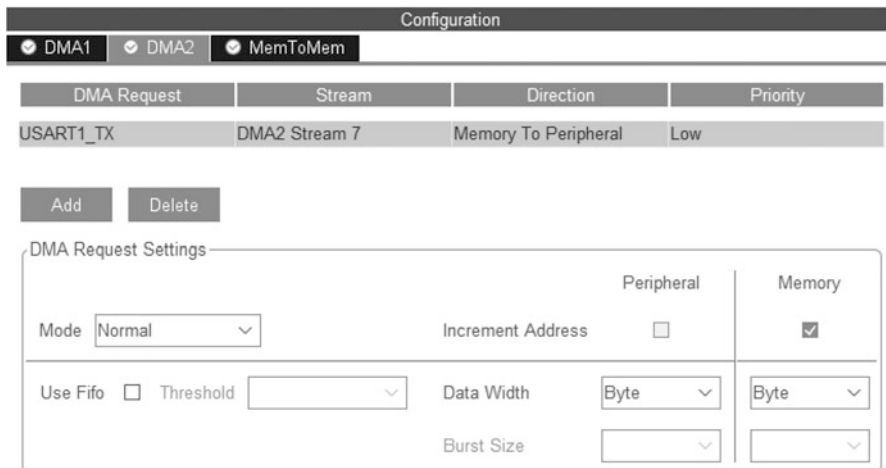 Configuration
DMA1 DMA2 MemToMem
DMA Request Stream Direction Priority
USART1_TX DMA2 Stream 7 Memory To Peripheral Low
Add Delete
DMA Request Settings
Peripheral Memory
Mode Normal Increment Address
Use Fifo Threshold Data Width Byte Byte
Burst Size